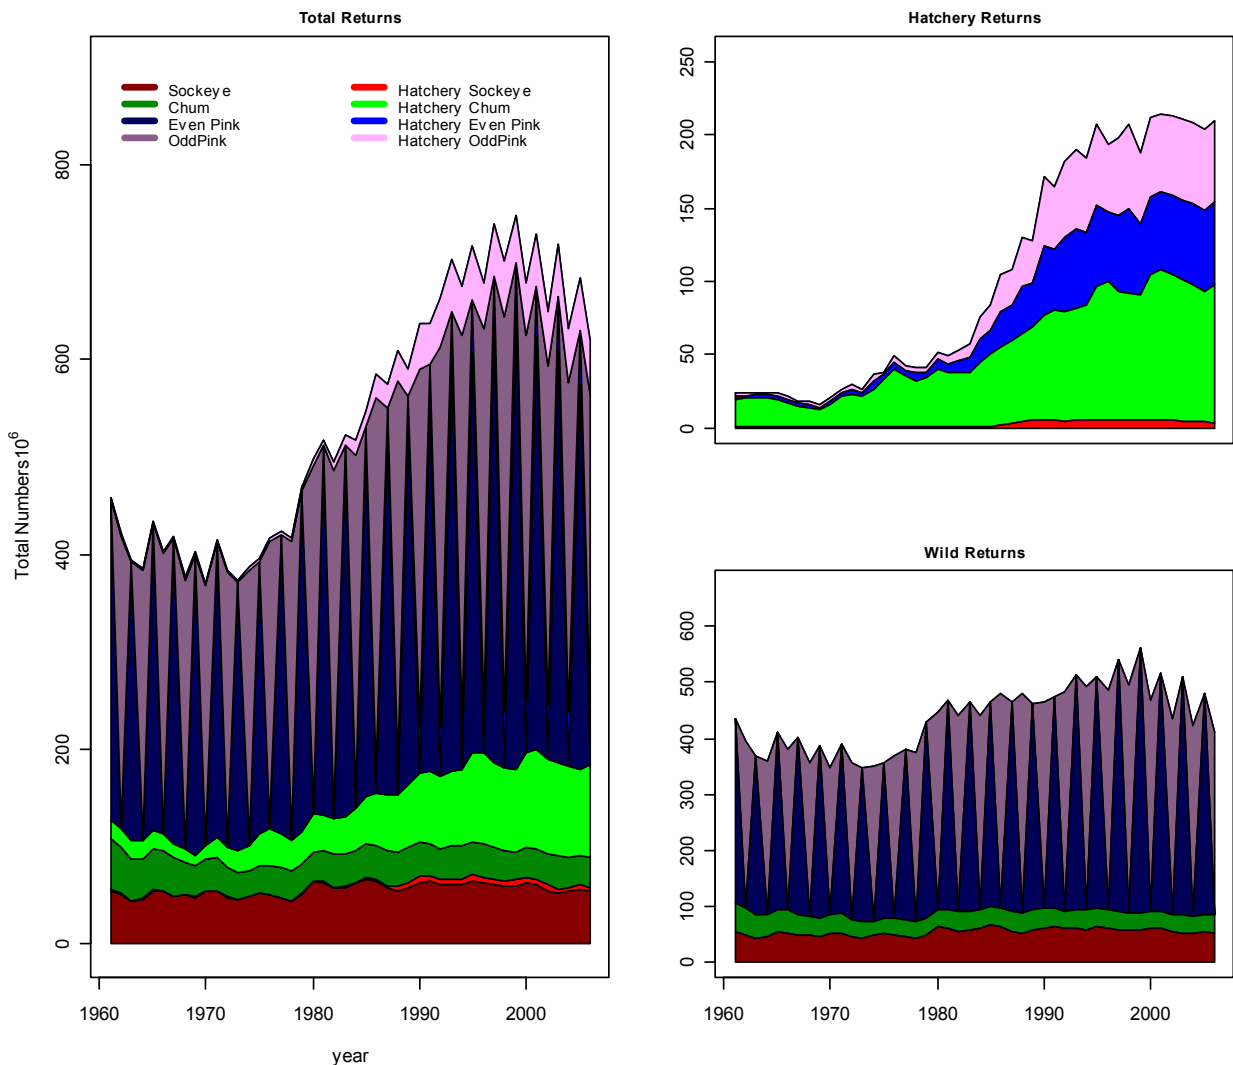 Total Returns
Sockeye
Chum
Even Pink
OddPink
Hatchery Sockeye
Hatchery Chum
Hatchery Even Pink
Hatchery OddPink
Total Numbers10⁶
0
200
400
600
800
1960
1970
1980
1990
2000
year
Hatchery Returns
0
50
100
150
200
250
Wild Returns
0
100
200
300
400
500
600
1960
1970
1980
1990
2000